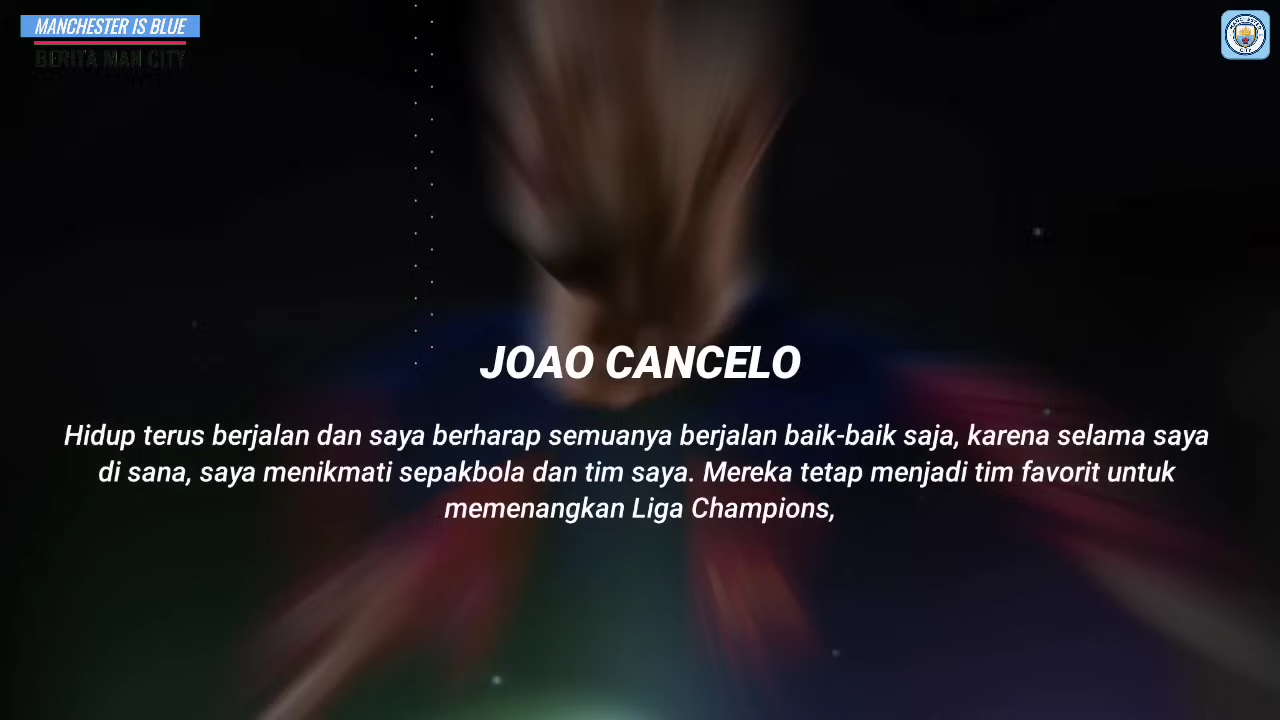 MANCHESTER IS BLUE
BERITA MAN CITY
JOAO CANCELO
Hidup terus berjalan dan saya berharap semuanya berjalan baik-baik saja, karena selama saya
di sana, saya menikmati sepakbola dan tim saya. Mereka tetap menjadi tim favorit untuk
memenangkan Liga Champions,